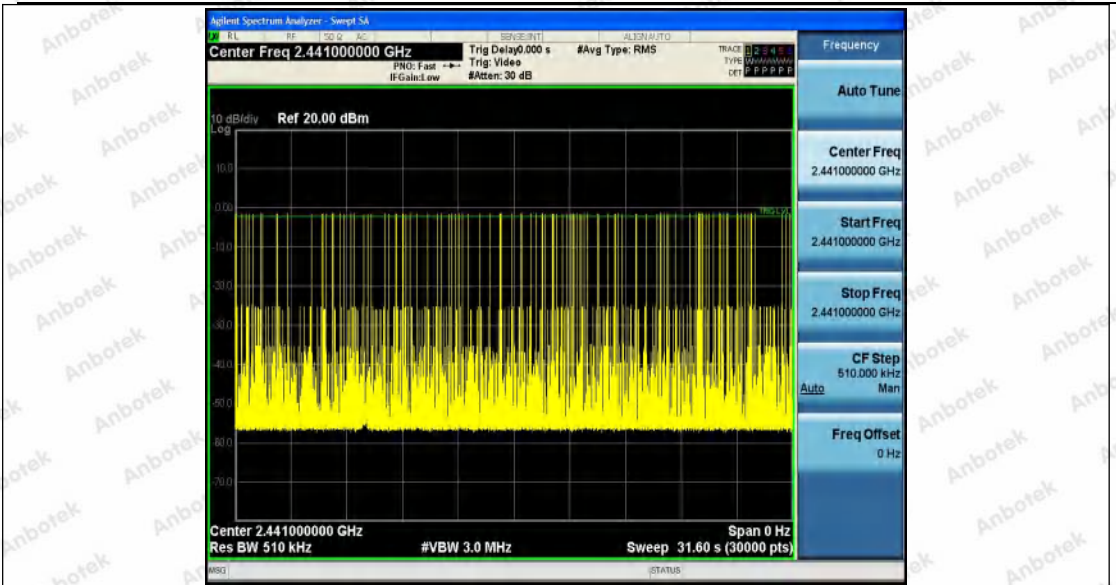 Agilent Spectrum Analyzer - Swept SA
RL RF 50 Ω AC SENSE:INT ALIGNAUTO
Center Freq 2.441000000 GHz
PNO: Fast
IFGain:Low
Trig Delay0.000 s
Trig: Video
#Atten: 30 dB
#Avg Type: RMS
TRACE 1 2 3 4 5 6
TYPE
DET P P P P P P
Frequency
Auto Tune
10 dB/div Ref 20.00 dBm
Log
10.0
0.00
TRIG LVL
-10.0
-20.0
-30.0
-40.0
-50.0
-60.0
-70.0
Center Freq
2.441000000 GHz
Start Freq
2.441000000 GHz
Stop Freq
2.441000000 GHz
CF Step
510.000 kHz
Auto Man
Freq Offset
0 Hz
Center 2.441000000 GHz Span 0 Hz
Res BW 510 kHz #VBW 3.0 MHz Sweep 31.60 s (30000 pts)
MSG STATUS
Anbotek